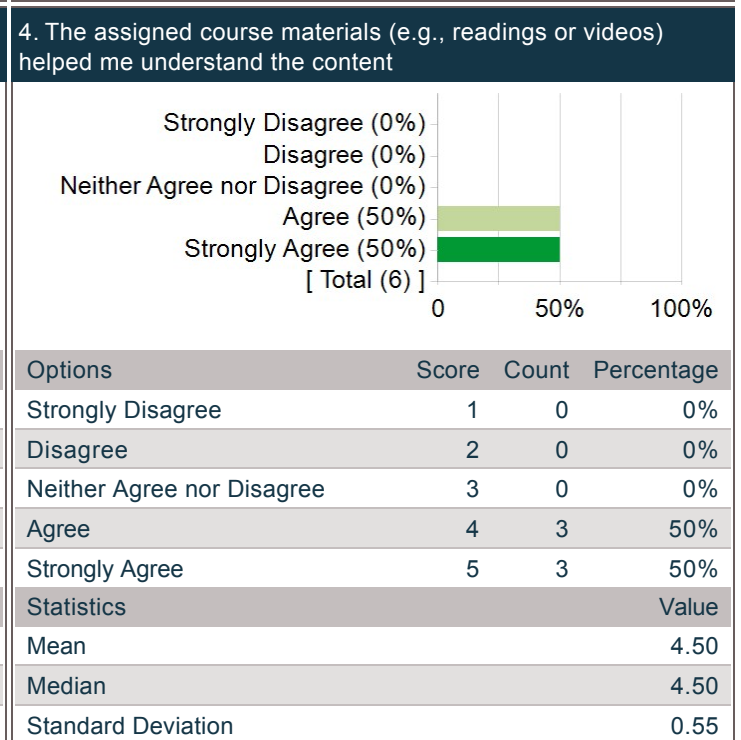 4. The assigned course materials (e.g., readings or videos)
helped me understand the content
Strongly Disagree (0%)
Disagree (0%)
Neither Agree nor Disagree (0%)
Agree (50%)
Strongly Agree (50%)
[ Total (6) ]
0 50% 100%
Options Score Count Percentage
Strongly Disagree 1 0 0%
Disagree 2 0 0%
Neither Agree nor Disagree 3 0 0%
Agree 4 3 50%
Strongly Agree 5 3 50%
Statistics Value
Mean 4.50
Median 4.50
Standard Deviation 0.55